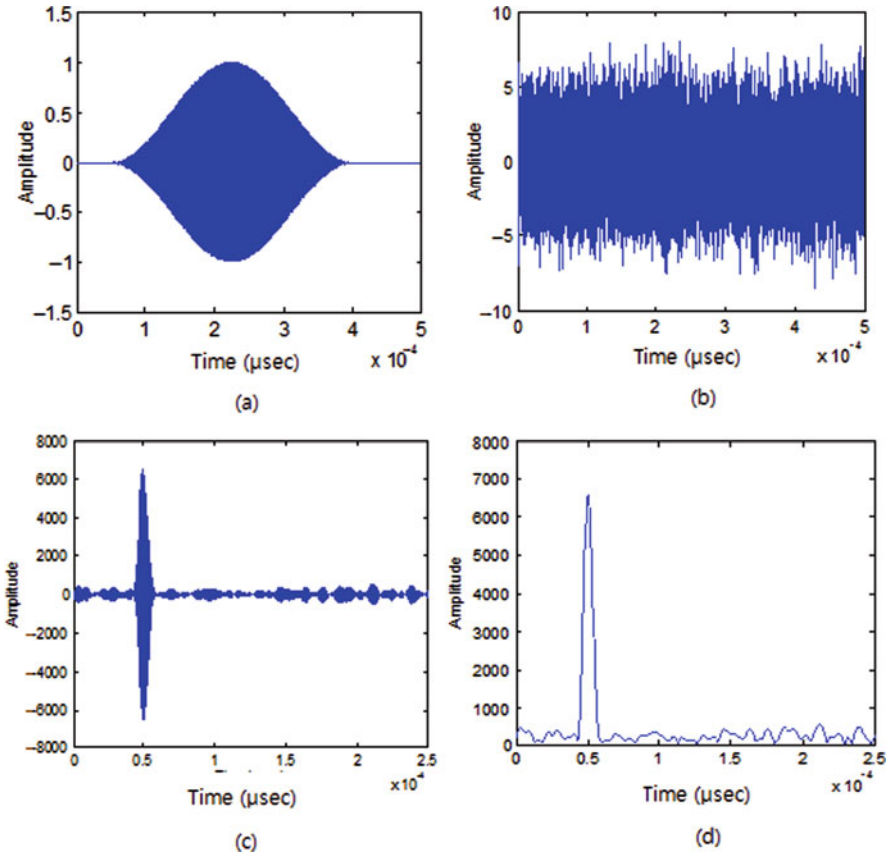 1.5
1
0.5
0
–0.5
–1
–1.5
Amplitude
0 1 2 3 4 5
Time (µsec)
x 10⁻⁴
(a)
10
5
0
–5
–10
Amplitude
0 1 2 3 4 5
Time (µsec)
x 10⁻⁴
(b)
8000
6000
4000
2000
0
–2000
–4000
–6000
–8000
Amplitude
0 0.5 1 1.5 2 2.5
Time (µsec)
x10⁻⁴
(c)
8000
7000
6000
5000
4000
3000
2000
1000
0
Amplitude
0 0.5 1 1.5 2 2.5
Time (µsec)
x10⁻⁴
(d)